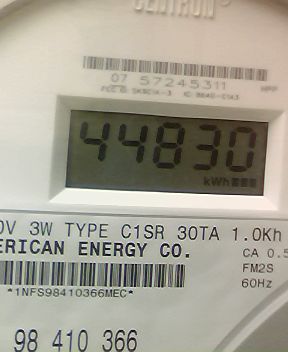 CENTRON®
07 57245311
44830
kWh
0V 3W TYPE C1SR 30TA 1.0Kh
ERICAN ENERGY CO.
CA 0.5
FM2S
60Hz
*1NFS98410366MEC*
98 410 366